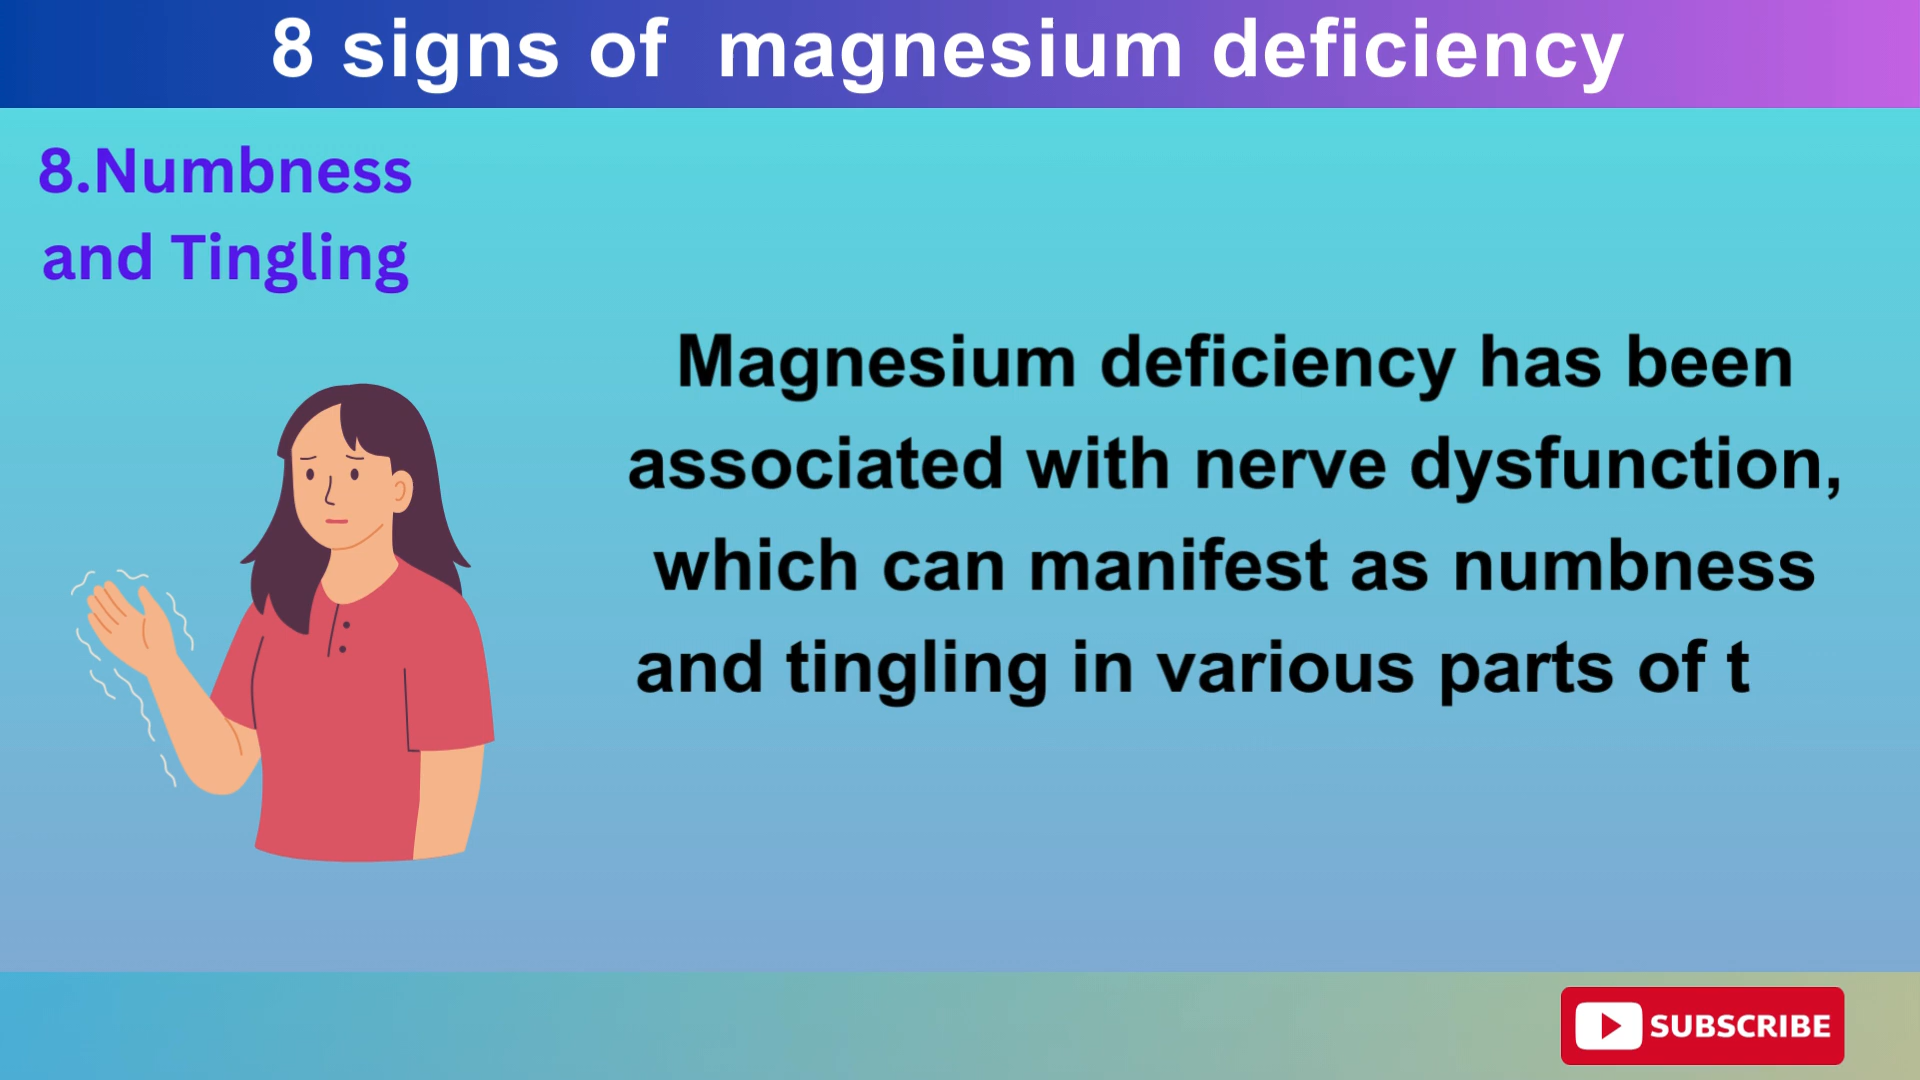 8 signs of  magnesium deficiency
8.Numbness
and Tingling
Magnesium deficiency has been
associated with nerve dysfunction,
which can manifest as numbness
and tingling in various parts of t
SUBSCRIBE